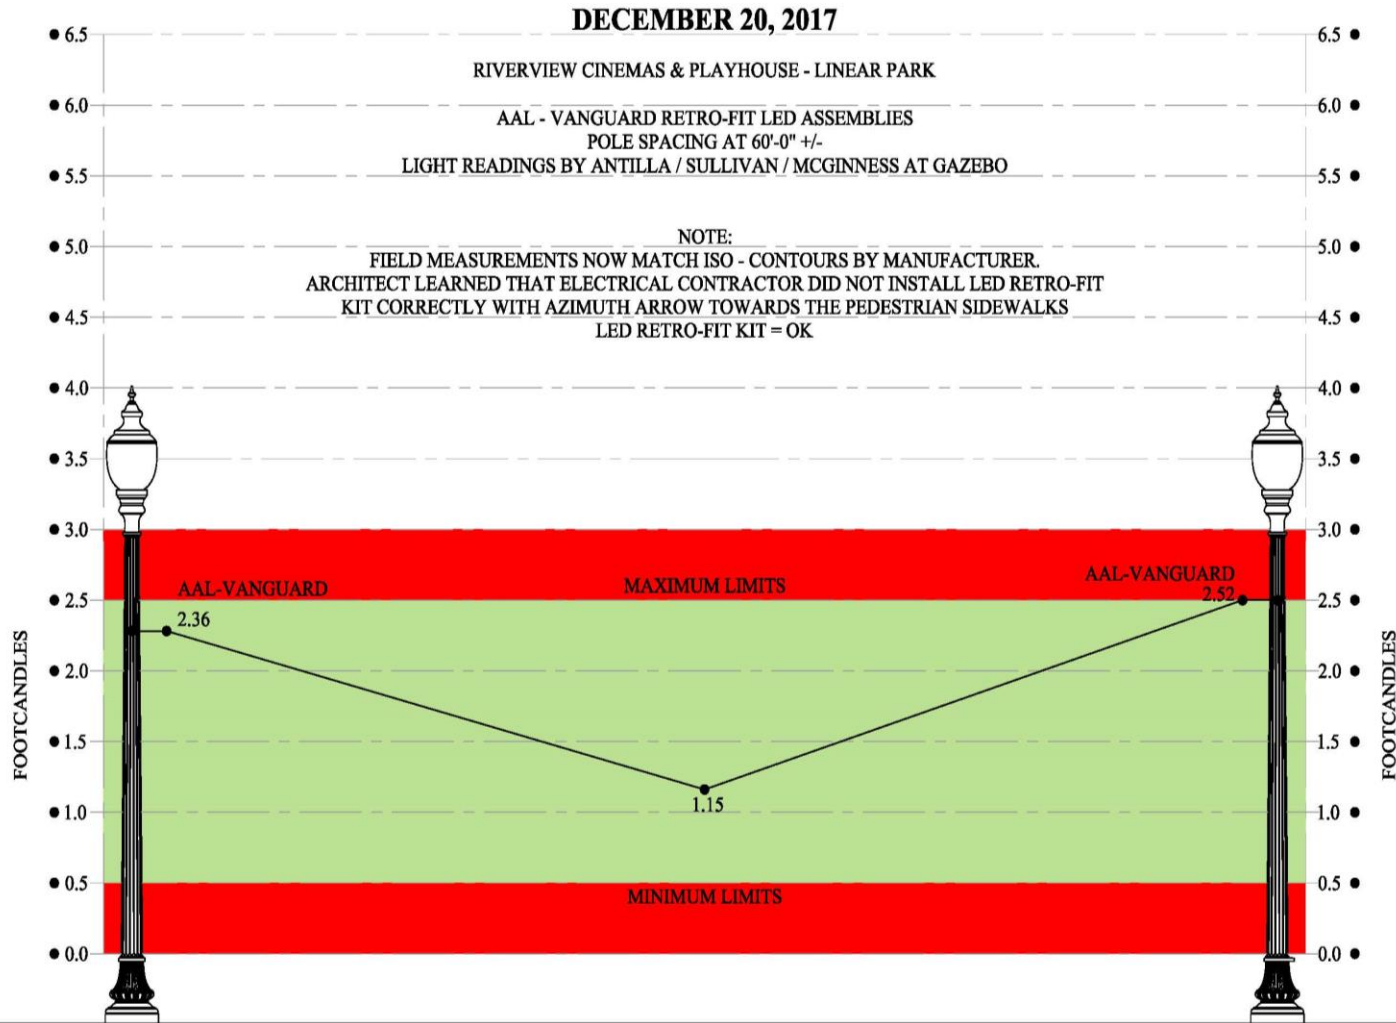 DECEMBER 20, 2017
RIVERVIEW CINEMAS & PLAYHOUSE - LINEAR PARK
AAL - VANGUARD RETRO-FIT LED ASSEMBLIES
POLE SPACING AT 60'-0" +/-
LIGHT READINGS BY ANTILLA / SULLIVAN / MCGINNESS AT GAZEBO
NOTE:
FIELD MEASUREMENTS NOW MATCH ISO - CONTOURS BY MANUFACTURER.
ARCHITECT LEARNED THAT ELECTRICAL CONTRACTOR DID NOT INSTALL LED RETRO-FIT
KIT CORRECTLY WITH AZIMUTH ARROW TOWARDS THE PEDESTRIAN SIDEWALKS
LED RETRO-FIT KIT = OK
6.5 6.5
6.0 6.0
5.5 5.5
5.0 5.0
4.5 4.5
4.0 4.0
3.5 3.5
3.0 3.0
AAL-VANGUARD MAXIMUM LIMITS AAL-VANGUARD
2.52
2.5 2.5
2.36
2.0 2.0
1.5 1.5
1.15
1.0 1.0
0.5 0.5
MINIMUM LIMITS
0.0 0.0
FOOTCANDLES
FOOTCANDLES